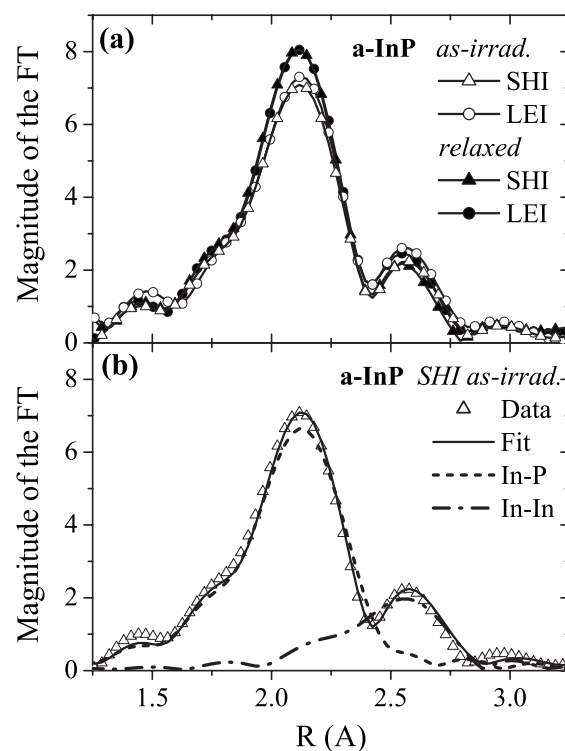 (a)
a-InP as-irrad.
SHI
LEI
relaxed
SHI
LEI
Magnitude of the FT
8
6
4
2
0
(b)
a-InP SHI as-irrad.
Data
Fit
In-P
In-In
Magnitude of the FT
8
6
4
2
0
1.5 2.0 2.5 3.0
R (A)